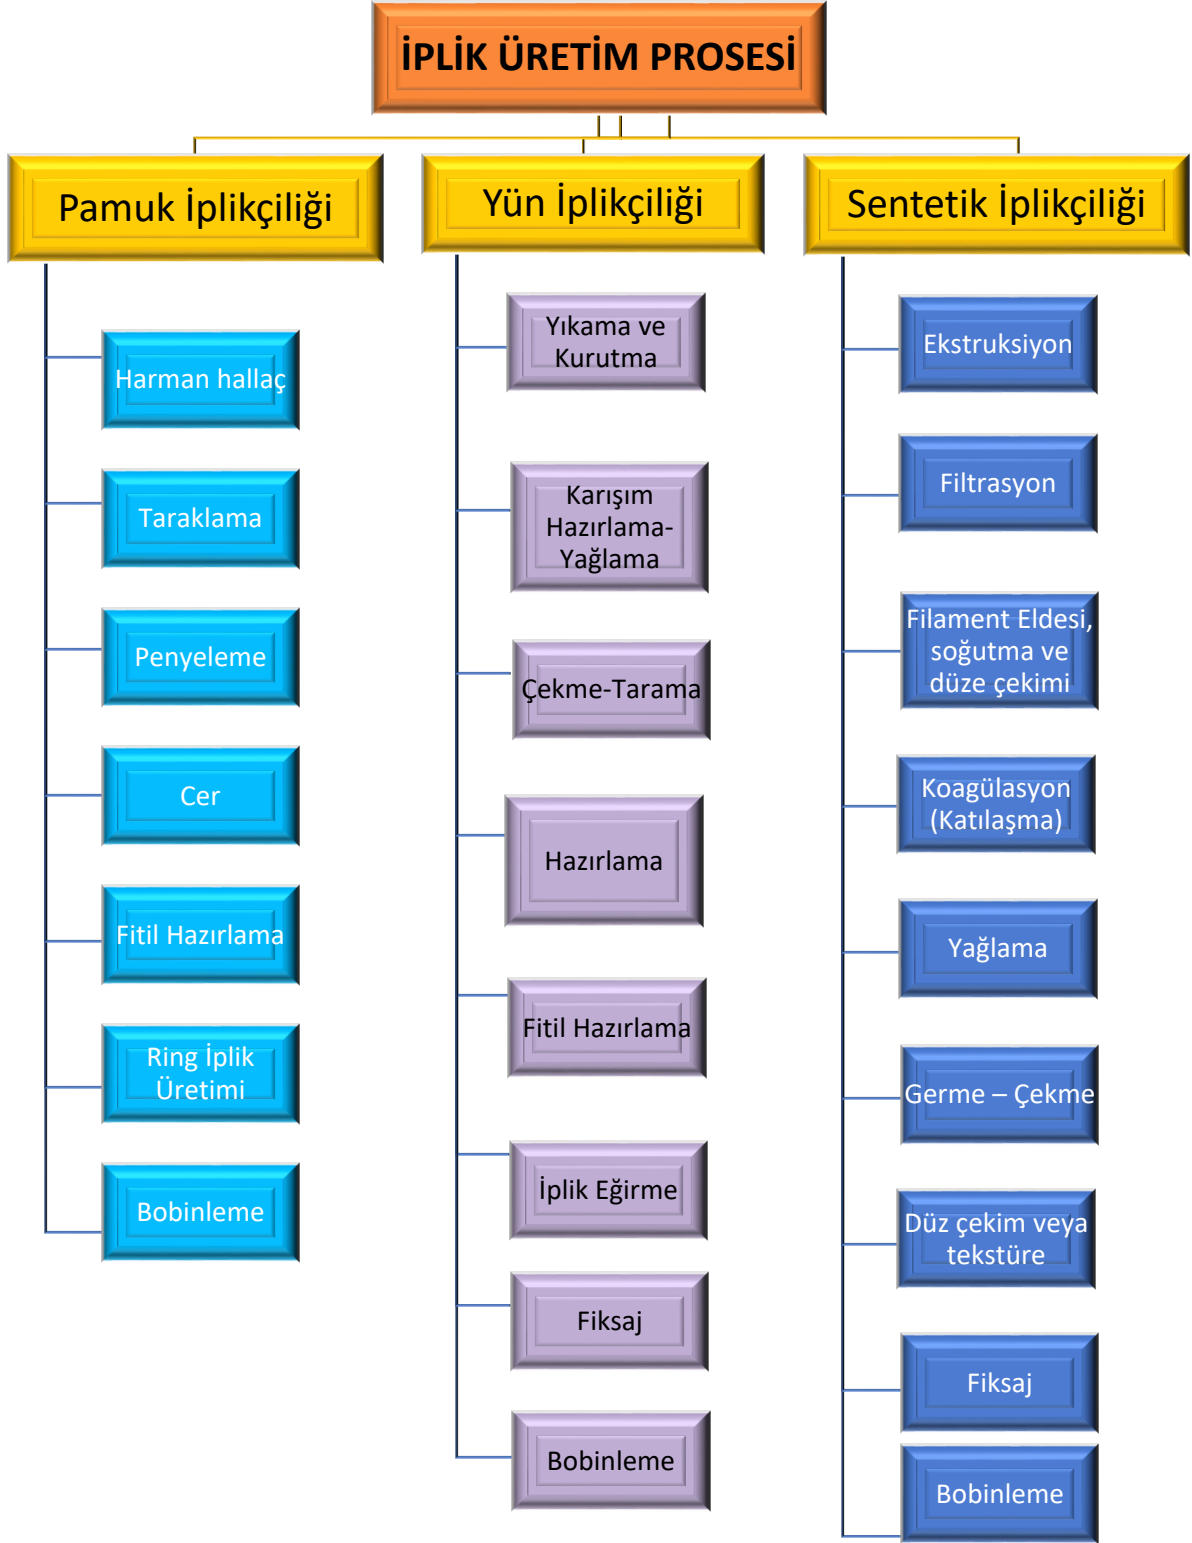 İPLİK ÜRETİM PROSESİ
Pamuk İplikçiliği
Harman hallaç
Taraklama
Penyeleme
Cer
Fitil Hazırlama
Ring İplik
Üretimi
Bobinleme
Yün İplikçiliği
Yıkama ve
Kurutma
Karışım
Hazırlama-
Yağlama
Çekme-Tarama
Hazırlama
Fitil Hazırlama
İplik Eğirme
Fiksaj
Bobinleme
Sentetik İplikçiliği
Ekstruksiyon
Filtrasyon
Filament Eldesi,
soğutma ve
düze çekimi
Koagülasyon
(Katılaşma)
Yağlama
Germe – Çekme
Düz çekim veya
tekstüre
Fiksaj
Bobinleme